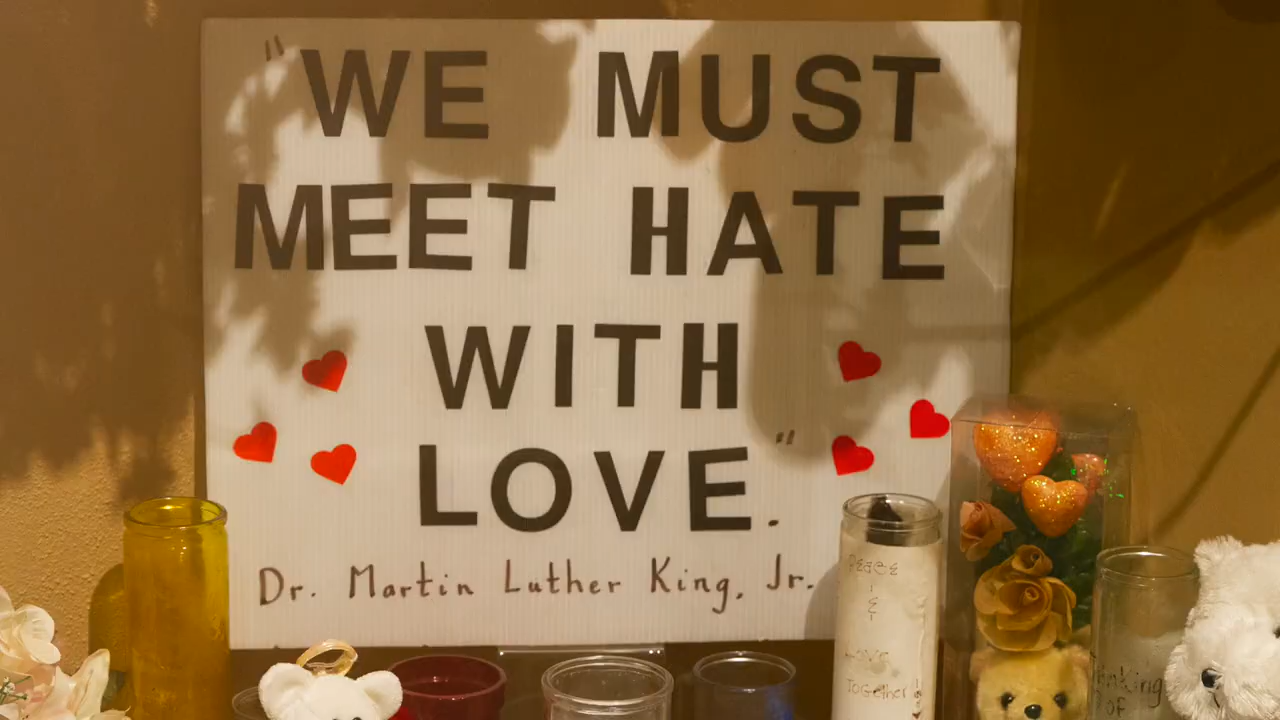 "WE MUST
MEET HATE
WITH
LOVE."
Dr. Martin Luther King, Jr.
PEACE
&
LOVE
TOGETHER!
Thinking
OF